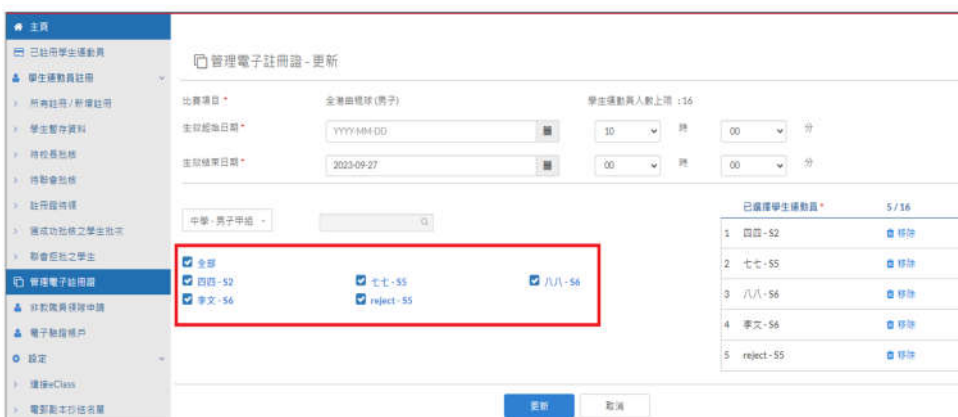 主頁
已註冊學生運動員
學生運動員註冊
所有註冊/新增註冊
學生暫存資料
待校長批核
待聯會批核
註冊證待領
獲成功批核之學生批次
聯會拒批之學生
管理電子註冊證
非教職員領隊申請
電子驗證帳戶
設定
連接eClass
電郵副本抄送名單
管理電子註冊證 - 更新
比賽項目 * 全港曲棍球(男子) 學生運動員人數上限 :16
生效起始日期 * YYYY-MM-DD 10 時 00 分
生效結束日期 * 2023-09-27 00 時 00 分
中學 - 男子甲組
全部
四四 - S2 七七 - S5 八八 - S6
李文 - S6 reject - S5
已選擇學生運動員 * 5 / 16
1 四四 - S2 移除
2 七七 - S5 移除
3 八八 - S6 移除
4 李文 - S6 移除
5 reject - S5 移除
更新 取消